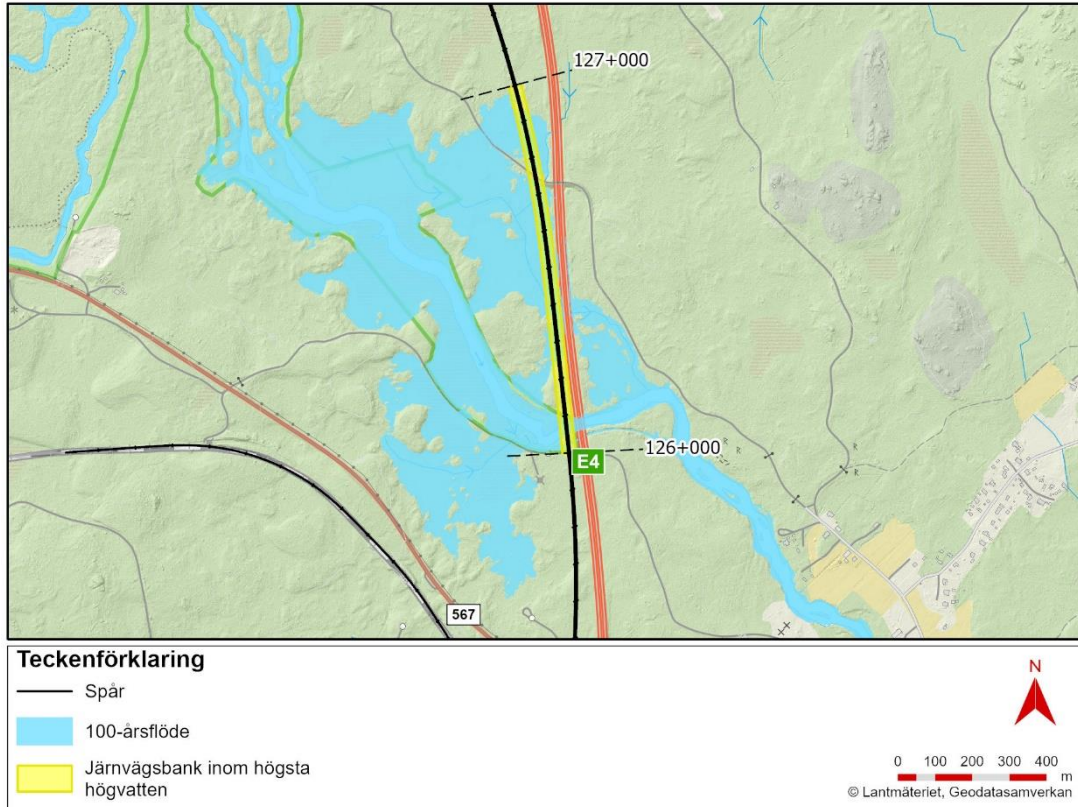 127+000
126+000
E4
567
Teckenförklaring
Spår
100-årsflöde
Järnvägsbank inom högsta
högvatten
N
0 100 200 300 400
m
© Lantmäteriet, Geodatasamverkan